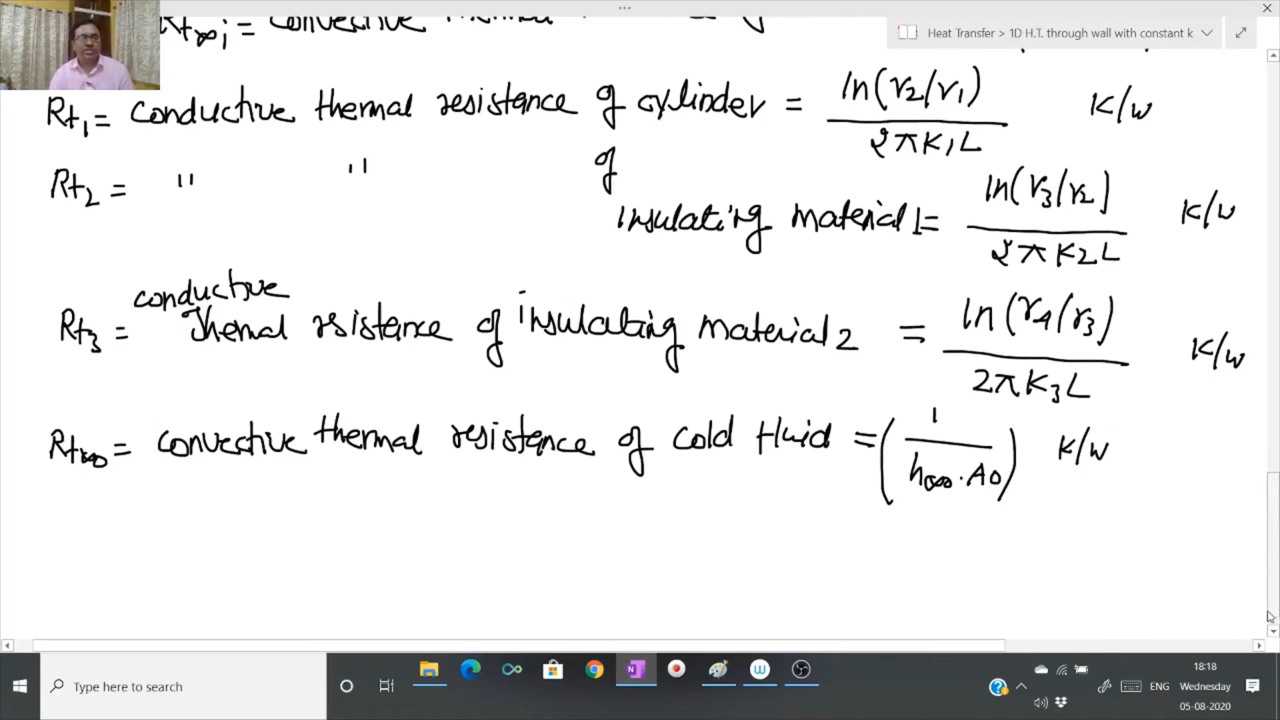 Heat Transfer > 1D H.T. through wall with constant k
Rt∞i = convective
Rt1 = conductive thermal resistance of cylinder = ln(r2/r1) / 2πK1L K/W
Rt2 = " " of
insulating material 1 = ln(r3/r2) / 2πK2L K/W
conductive
Rt3 = Thermal resistance of insulating material 2 = ln(r4/r3) / 2πK3L K/W
Rt∞o = convective thermal resistance of cold fluid = (1 / h∞o·Ao) K/W
Type here to search
ENG
18:18
Wednesday
05-08-2020